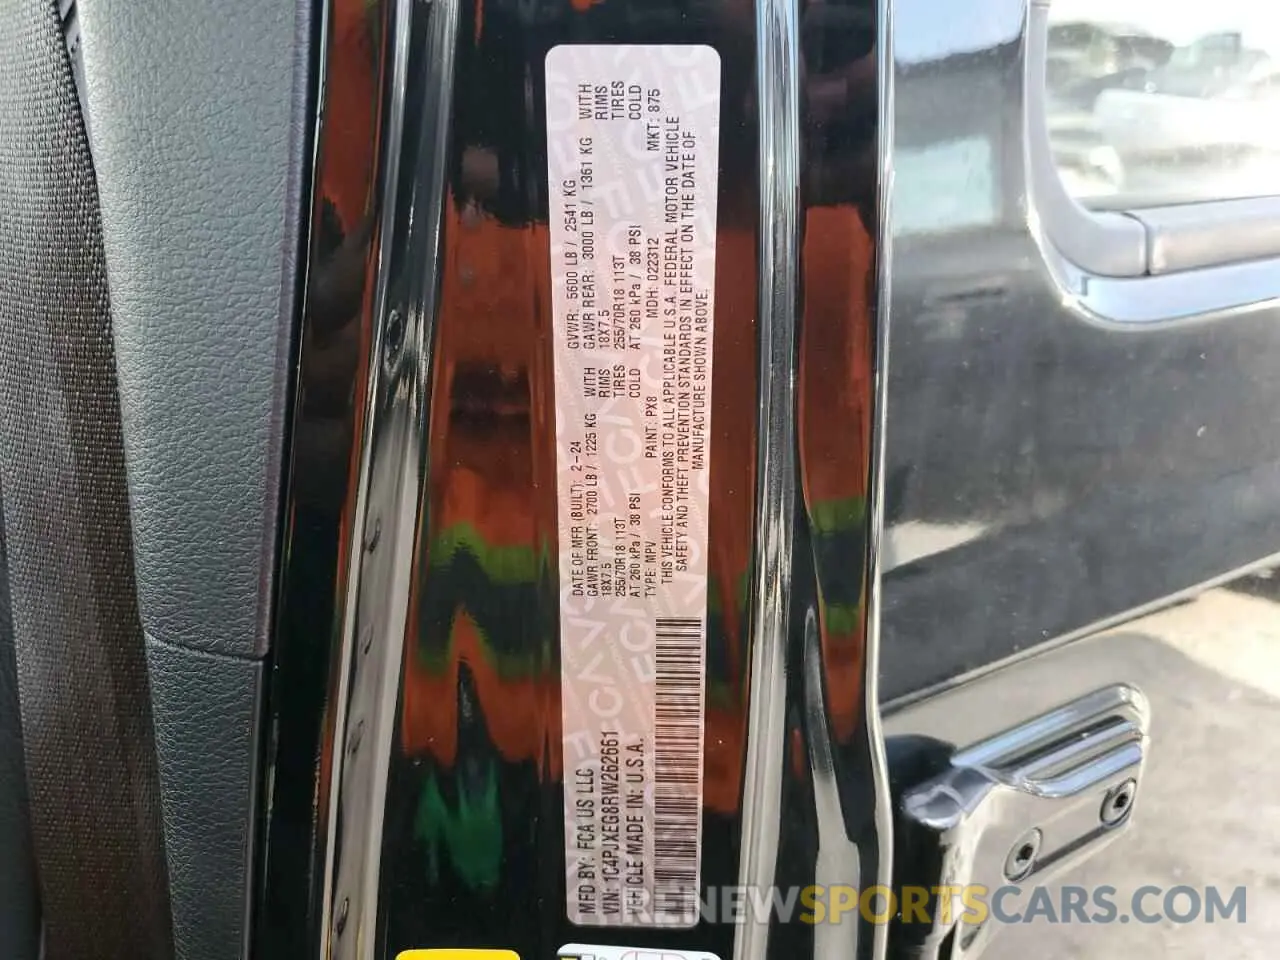 MFD BY: FCA US LLC
DATE OF MFR (BUILT): 2-24
GVWR: 5600 LB / 2541 KG
GAWR FRONT: 2700 LB / 1225 KG WITH
GAWR REAR: 3000 LB / 1361 KG WITH
18X7.5 RIMS
18X7.5 RIMS
255/70R18 113T TIRES
255/70R18 113T TIRES
AT 260 kPa / 38 PSI COLD
AT 260 kPa / 38 PSI COLD
VIN: 1C4PJXEG8RW262661
TYPE: MPV PAINT: PX8 MDH: 022312 MKT: 875
VEHICLE MADE IN: U.S.A.
THIS VEHICLE CONFORMS TO ALL APPLICABLE U.S.A. FEDERAL MOTOR VEHICLE
SAFETY AND THEFT PREVENTION STANDARDS IN EFFECT ON THE DATE OF
MANUFACTURE SHOWN ABOVE.
RENEWSPORTSCARS.COM